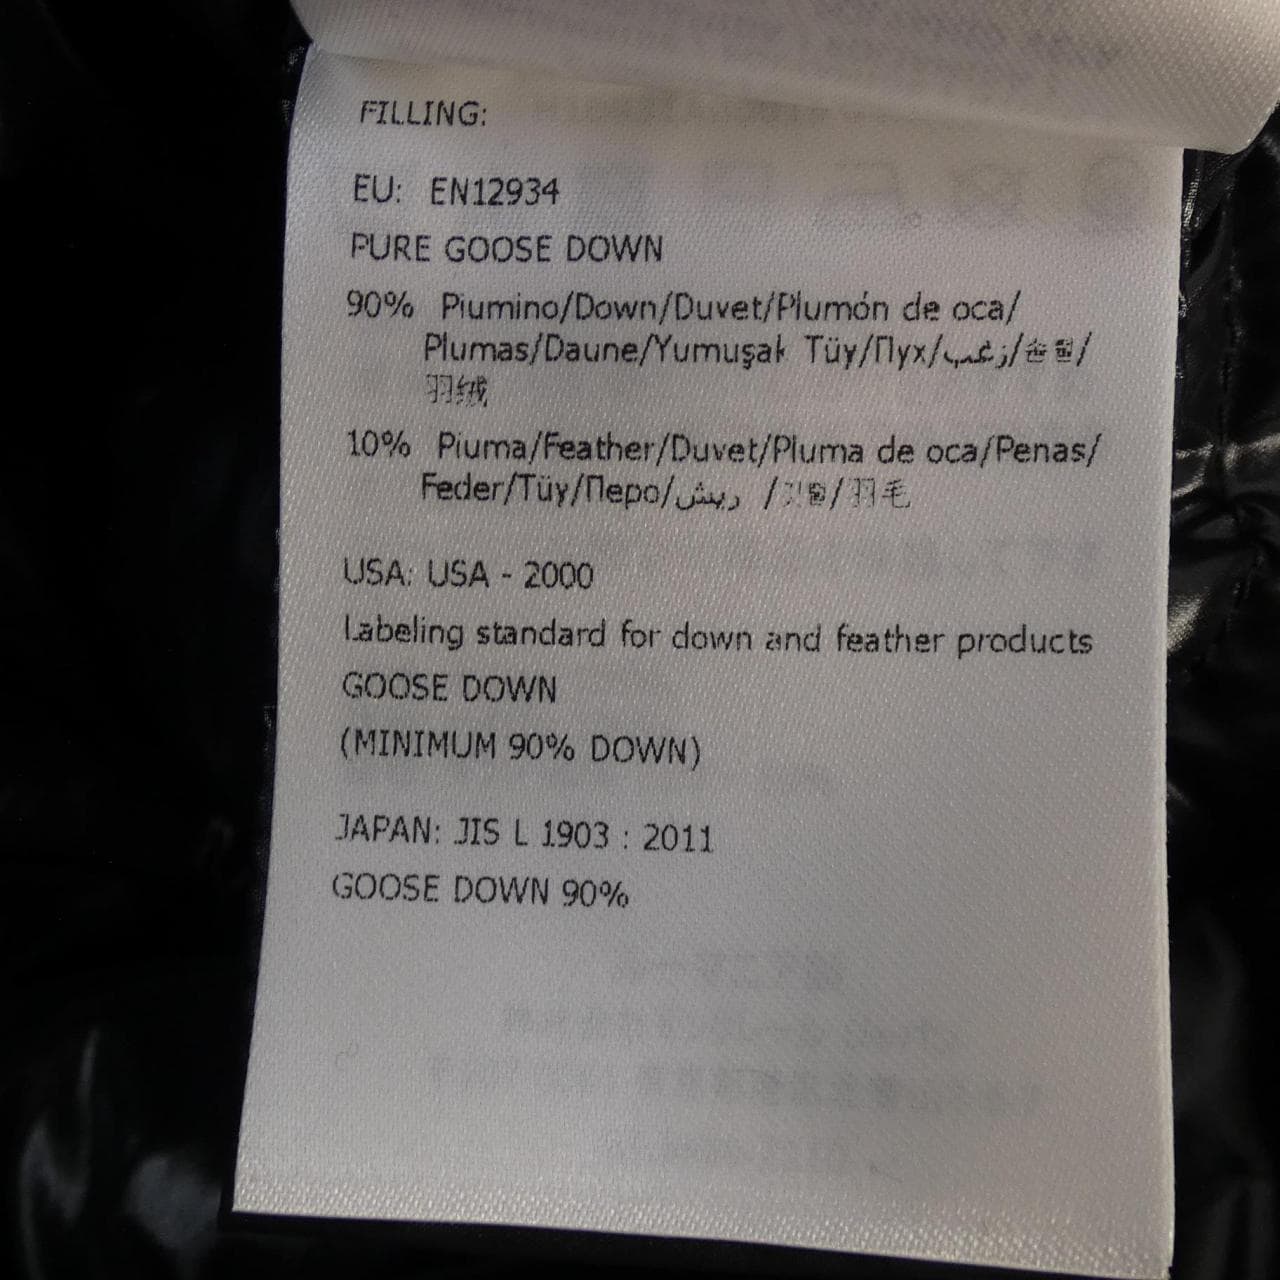 FILLING:
EU: EN12934
PURE GOOSE DOWN
90% Piumino/Down/Duvet/Plumón de oca/
Plumas/Daune/Yumuşak Tüy/Пух/زغب/솜털/
羽绒
10% Piuma/Feather/Duvet/Pluma de oca/Penas/
Feder/Tüy/Перо/ريش /깃털/羽毛
USA: USA - 2000
Labeling standard for down and feather products
GOOSE DOWN
(MINIMUM 90% DOWN)
JAPAN: JIS L 1903 : 2011
GOOSE DOWN 90%